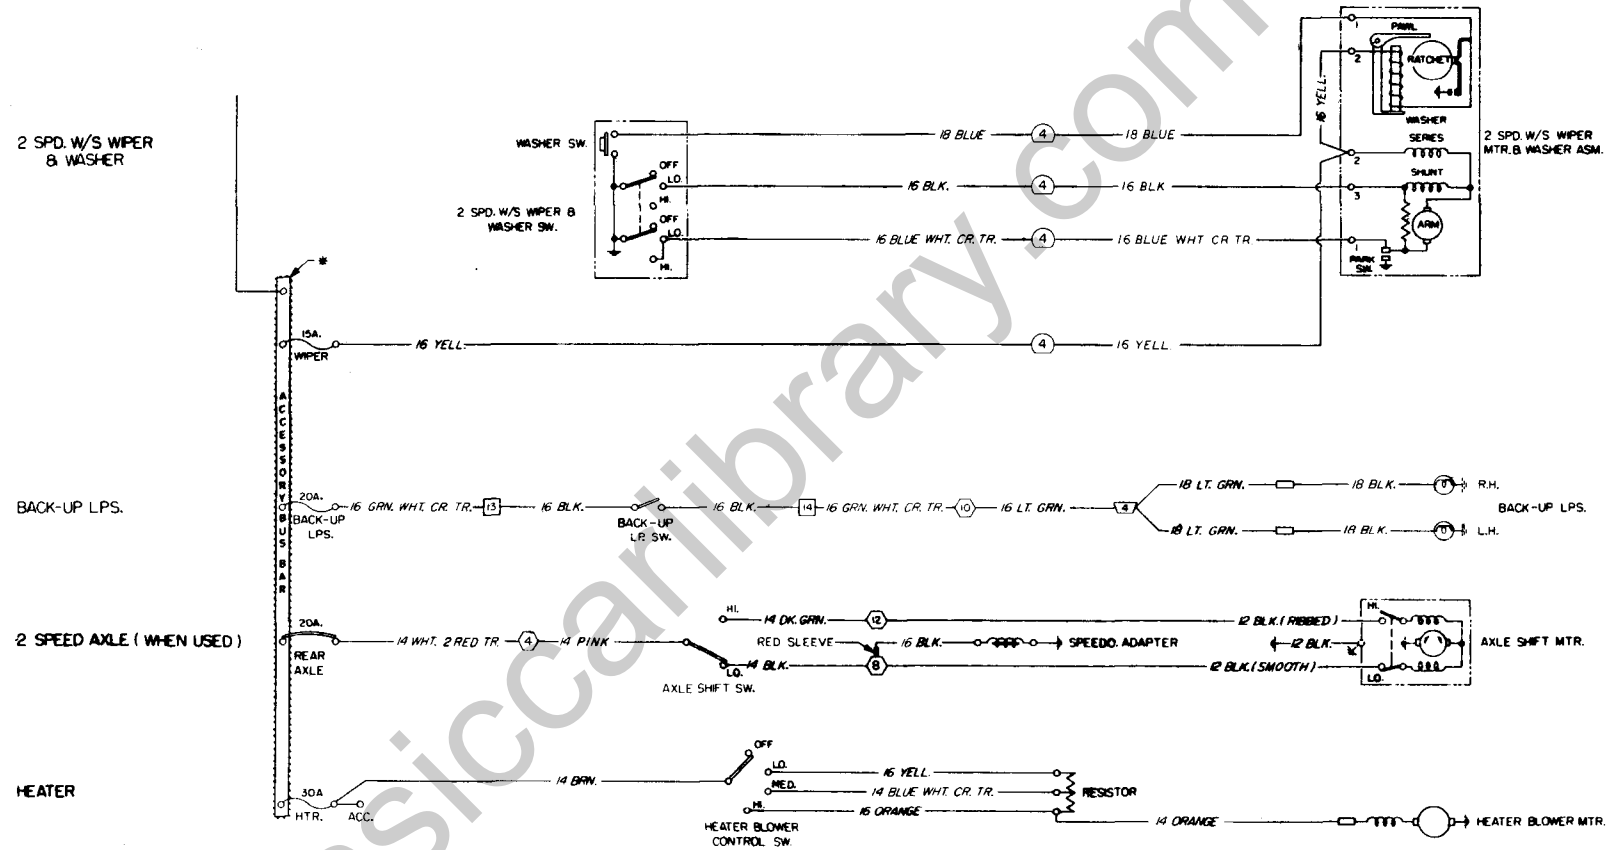 2 SPD. W/S WIPER
& WASHER
WASHER SW.
2 SPD. W/S WIPER &
WASHER SW.
OFF
LO.
HI.
OFF
LO.
HI.
18 BLUE
4
18 BLUE
16 BLK.
4
16 BLK
16 BLUE WHT. CR. TR.
4
16 BLUE WHT CR TR
16 YELL.
1
PAWL
2
RATCHET
WASHER
SERIES
2
SHUNT
3
ARM
1
PARK
SW.
2 SPD. W/S WIPER
MTR. & WASHER ASM.
*
15A.
WIPER
16 YELL.
4
16 YELL
ACCESSORY BUS BAR
BACK-UP LPS.
20A.
BACK-UP
LPS.
16 GRN. WHT. CR. TR.
13
16 BLK.
BACK-UP
LP. SW.
16 BLK.
14
16 GRN. WHT. CR. TR.
10
16 LT. GRN.
4
18 LT. GRN.
18 BLK.
R.H.
18 LT. GRN.
18 BLK.
L.H.
BACK-UP LPS.
2 SPEED AXLE (WHEN USED)
20A.
REAR
AXLE
14 WHT. 2 RED TR.
4
14 PINK
HI.
LO.
AXLE SHIFT SW.
14 DK. GRN.
12
12 BLK. (RIBBED)
RED SLEEVE
16 BLK.
SPEEDO. ADAPTER
14 BLK.
8
12 BLK.
12 BLK. (SMOOTH)
HI.
LO.
AXLE SHIFT MTR.
HEATER
30A
HTR.
ACC.
14 BRN.
OFF
LO.
MED.
HI.
HEATER BLOWER
CONTROL SW.
16 YELL.
14 BLUE WHT. CR. TR.
16 ORANGE
RESISTOR
14 ORANGE
HEATER BLOWER MTR.
siccarlibrary.com